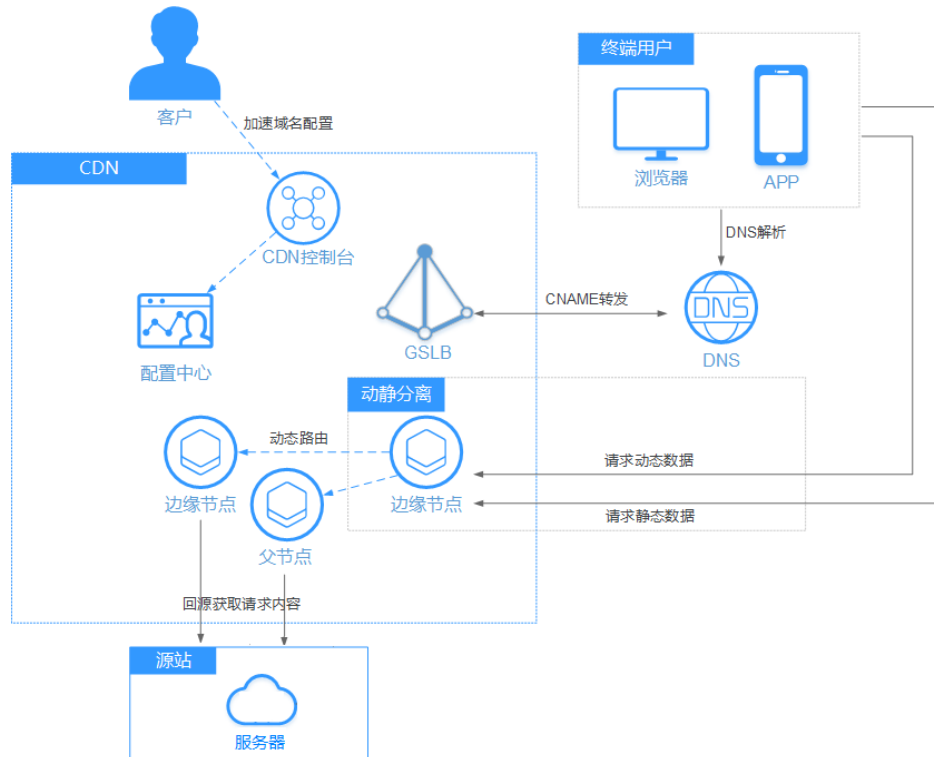 终端用户
客户
加速域名配置
浏览器
APP
CDN
CDN控制台
DNS解析
CNAME转发
DNS
GSLB
DNS
配置中心
动静分离
动态路由
请求动态数据
边缘节点
边缘节点
请求静态数据
父节点
回源获取请求内容
源站
服务器